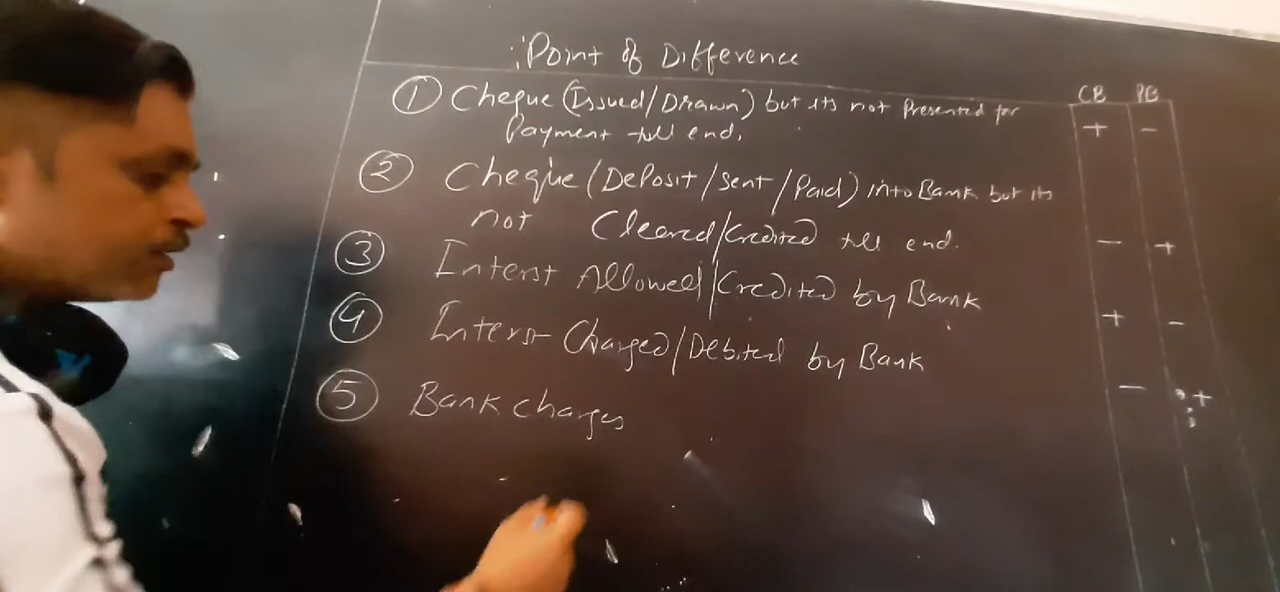 Point of Difference
CB PB
① Cheque (Issued/Drawn) but its not Presented for
Payment till end.
+ -
② Cheque (Deposit/Sent/Paid) into Bank but its
not Cleared/Credited till end.
- +
③ Interst Allowed/Credited by Bank
+ -
④ Interst Charged/Debited by Bank
- +
⑤ Bank charges